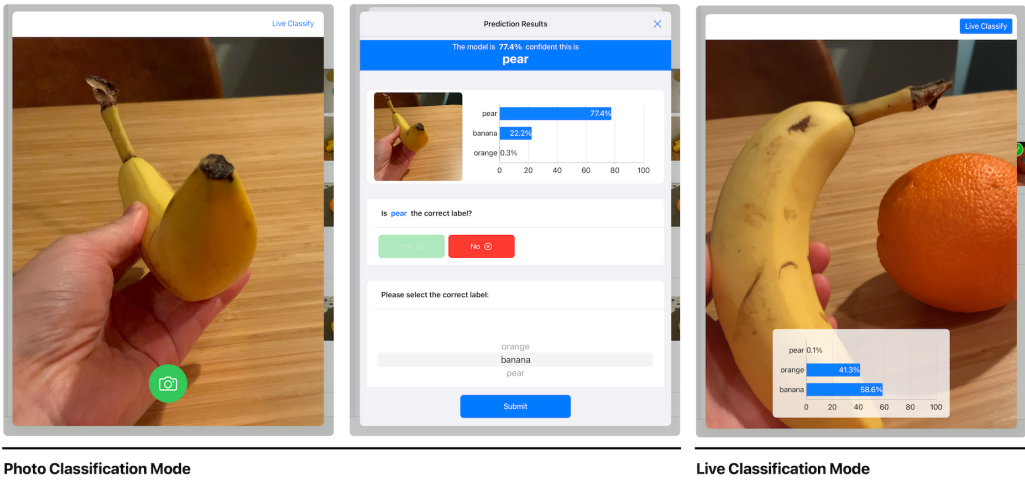 Live Classify
Prediction Results
The model is 77.4% confident this is
pear
pear 77.4%
banana 22.2%
orange 0.3%
0 20 40 60 80 100
Is pear the correct label?
Yes No
Please select the correct label:
orange
banana
pear
Submit
Live Classify
pear 0.1%
orange 41.3%
banana 58.6%
0 20 40 60 80 100
Photo Classification Mode
Live Classification Mode